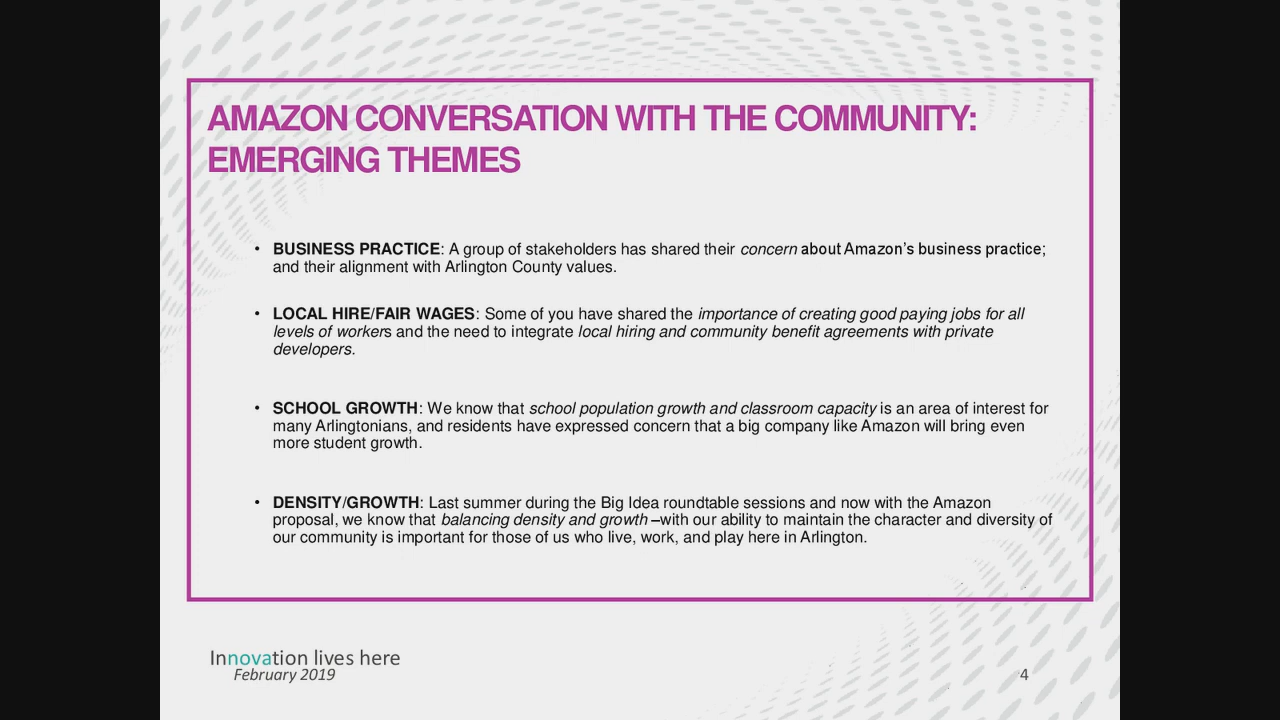 AMAZON CONVERSATION WITH THE COMMUNITY:
EMERGING THEMES
• BUSINESS PRACTICE: A group of stakeholders has shared their concern about Amazon’s business practice;
and their alignment with Arlington County values.
• LOCAL HIRE/FAIR WAGES: Some of you have shared the importance of creating good paying jobs for all
levels of workers and the need to integrate local hiring and community benefit agreements with private
developers.
• SCHOOL GROWTH: We know that school population growth and classroom capacity is an area of interest for
many Arlingtonians, and residents have expressed concern that a big company like Amazon will bring even
more student growth.
• DENSITY/GROWTH: Last summer during the Big Idea roundtable sessions and now with the Amazon
proposal, we know that balancing density and growth –with our ability to maintain the character and diversity of
our community is important for those of us who live, work, and play here in Arlington.
Innovation lives here
February 2019
4